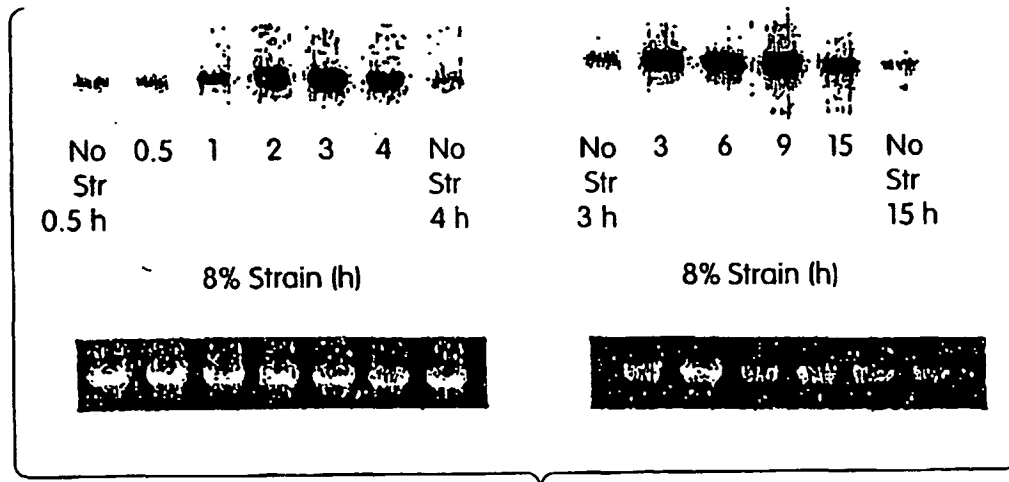 No 0.5 1 2 3 4 No
Str Str
0.5 h 4 h
8% Strain (h)
No 3 6 9 15 No
Str Str
3 h 15 h
8% Strain (h)